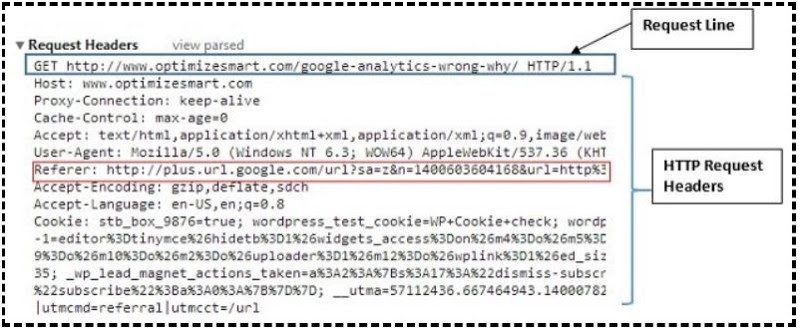 Request Line
▼ Request Headers view parsed
GET http://www.optimizesmart.com/google-analytics-wrong-why/ HTTP/1.1
Host: www.optimizesmart.com
Proxy-Connection: keep-alive
Cache-Control: max-age=0
Accept: text/html,application/xhtml+xml,application/xml;q=0.9,image/web
User-Agent: Mozilla/5.0 (Windows NT 6.3; WOW64) AppleWebKit/537.36 (KHT
Referer: http://plus.url.google.com/url?sa=z&n=1400603604168&url=http%3
Accept-Encoding: gzip,deflate,sdch
Accept-Language: en-US,en;q=0.8
Cookie: stb_box_9876=true; wordpress_test_cookie=WP+Cookie+check; wordp
-1=editor%3Dtinymce%26hidetb%3D1%26widgets_access%3Don%26m4%3Do%26m5%3D
9%3Do%26m10%3Do%26m2%3Do%26uploader%3D1%26m12%3Do%26wplink%3D1%26ed_siz
35; _wp_lead_magnet_actions_taken=a%3A2%3A%7Bs%3A17%3A%22dismiss-subscr
%22subscribe%22%3Ba%3A0%3A%7B%7D%7D; __utma=57112436.667464943.14000782
|utmcmd=referral|utmcct=/url
HTTP Request
Headers